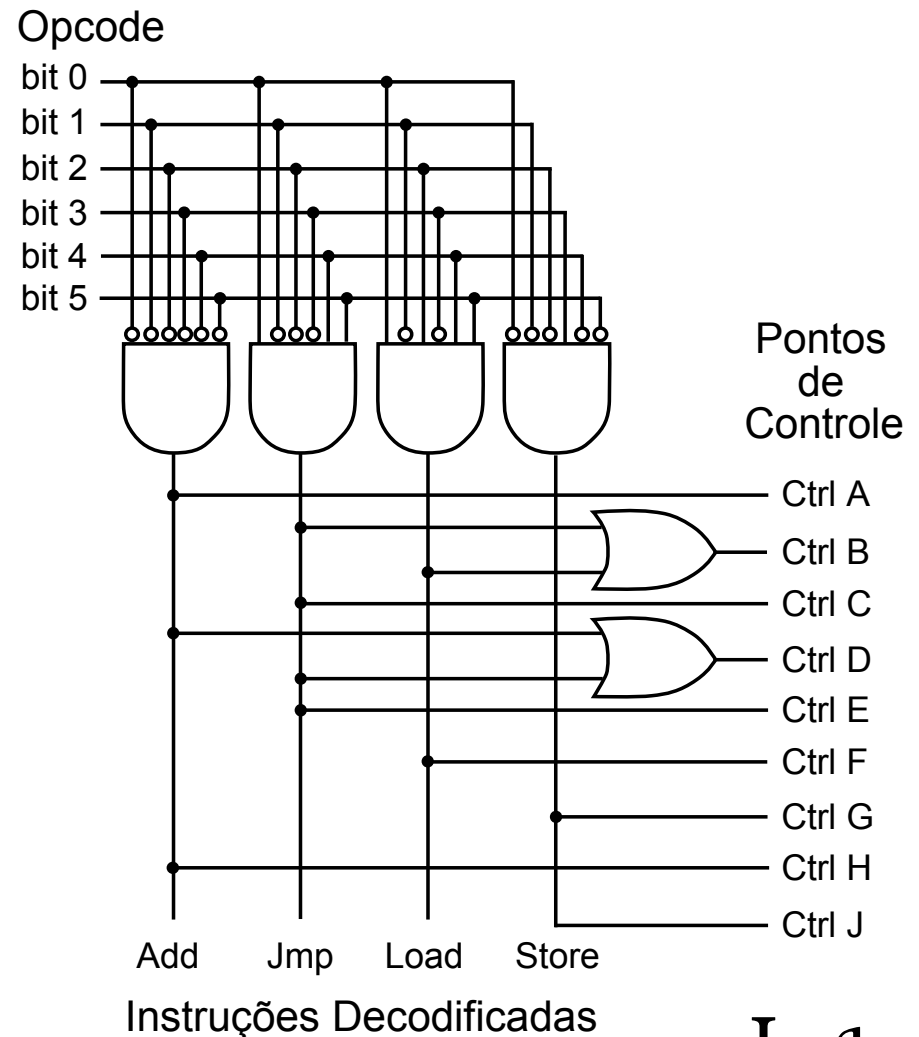 Opcode
bit 0
bit 1
bit 2
bit 3
bit 4
bit 5
Pontos
de
Controle
Ctrl A
Ctrl B
Ctrl C
Ctrl D
Ctrl E
Ctrl F
Ctrl G
Ctrl H
Ctrl J
Add Jmp Load Store
Instruções Decodificadas